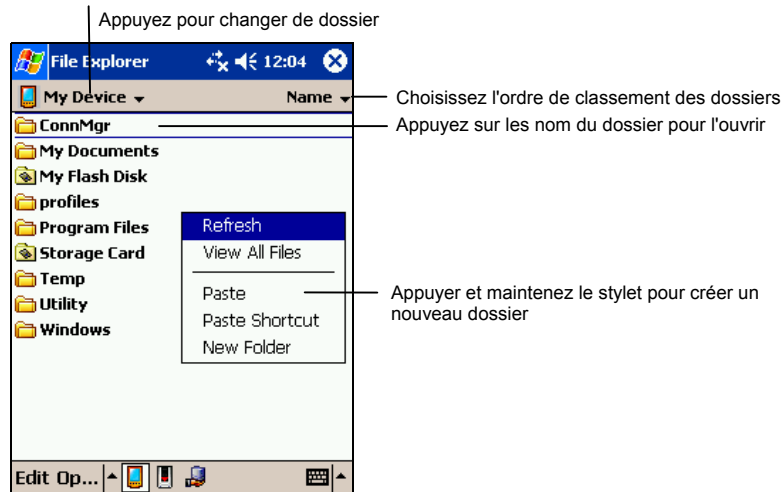 Appuyez pour changer de dossier
File Explorer 12:04
My Device Name
Choisissez l'ordre de classement des dossiers
ConnMgr
Appuyez sur les nom du dossier pour l'ouvrir
My Documents
My Flash Disk
profiles
Program Files
Storage Card
Temp
Utility
Windows
Refresh
View All Files
Paste
Paste Shortcut
New Folder
Appuyer et maintenez le stylet pour créer un
nouveau dossier
Edit Op...